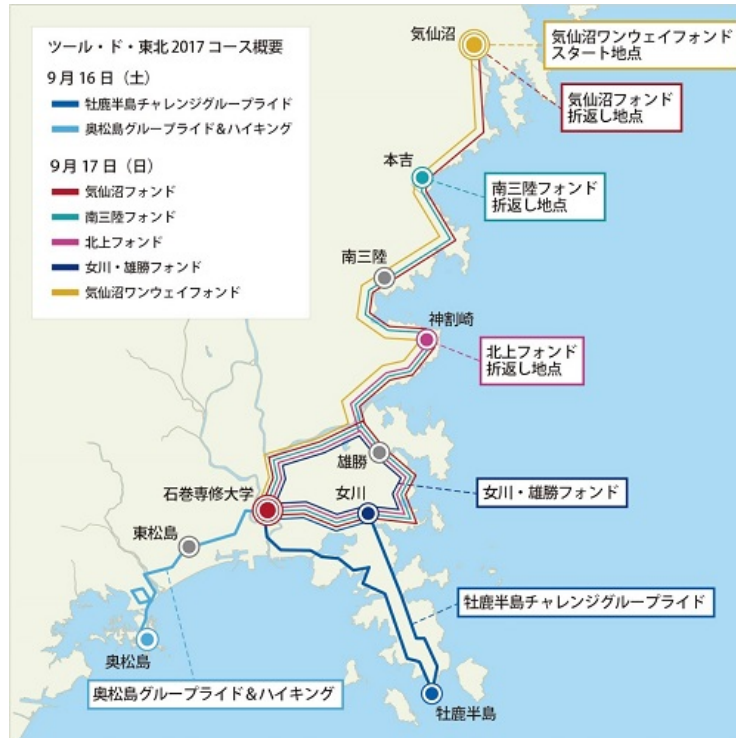 ツール・ド・東北 2017 コース概要
9月16日（土）
牡鹿半島チャレンジグループライド
奥松島グループライド＆ハイキング
9月17日（日）
気仙沼フォンド
南三陸フォンド
北上フォンド
女川・雄勝フォンド
気仙沼ワンウェイフォンド
気仙沼
気仙沼ワンウェイフォンド
スタート地点
気仙沼フォンド
折返し地点
本吉
南三陸フォンド
折返し地点
南三陸
神割崎
北上フォンド
折返し地点
雄勝
石巻専修大学
女川
女川・雄勝フォンド
東松島
牡鹿半島チャレンジグループライド
奥松島
奥松島グループライド＆ハイキング
牡鹿半島